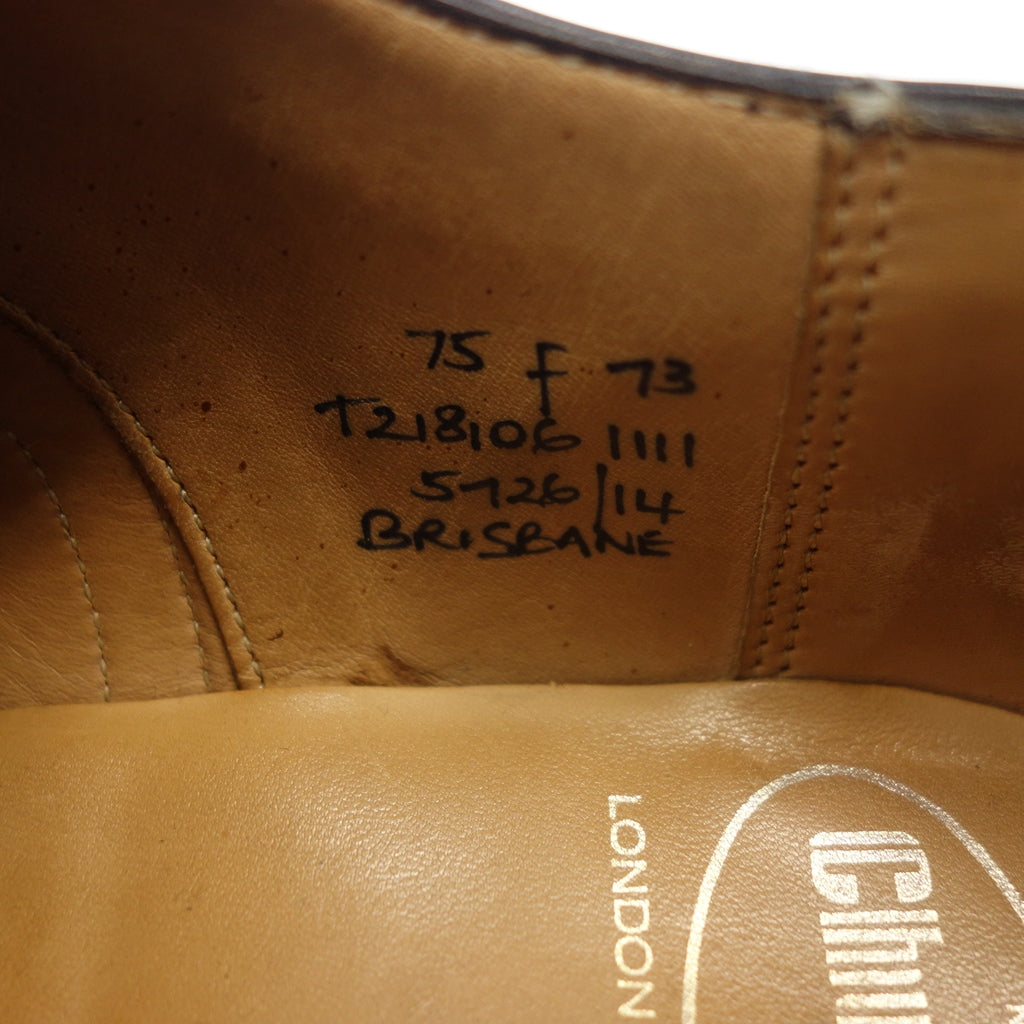 75 F 73
T218106 1111
5726/14
BRISBANE
LONDON